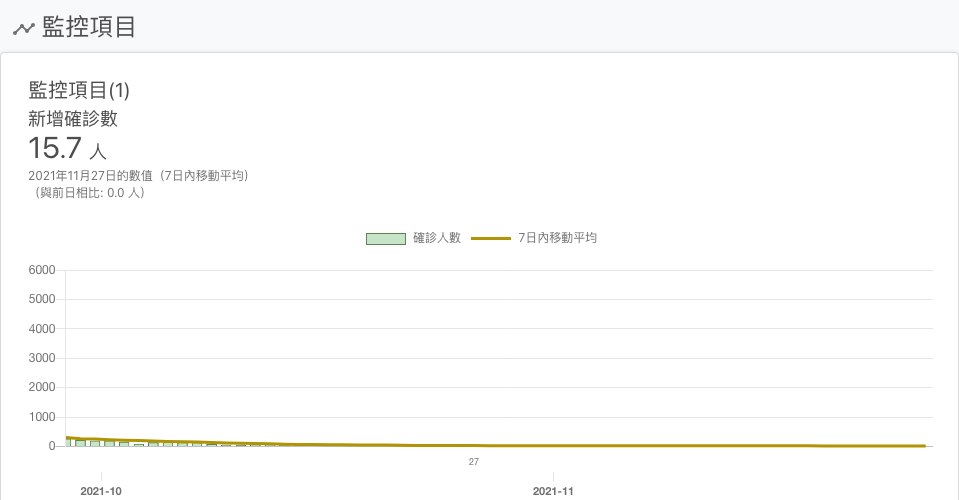 監控項目
監控項目(1)
新增確診數
15.7 人
2021年11月27日的數值（7日內移動平均）
（與前日相比: 0.0 人）
確診人數 7日內移動平均
6000
5000
4000
3000
2000
1000
0
27
2021-10 2021-11